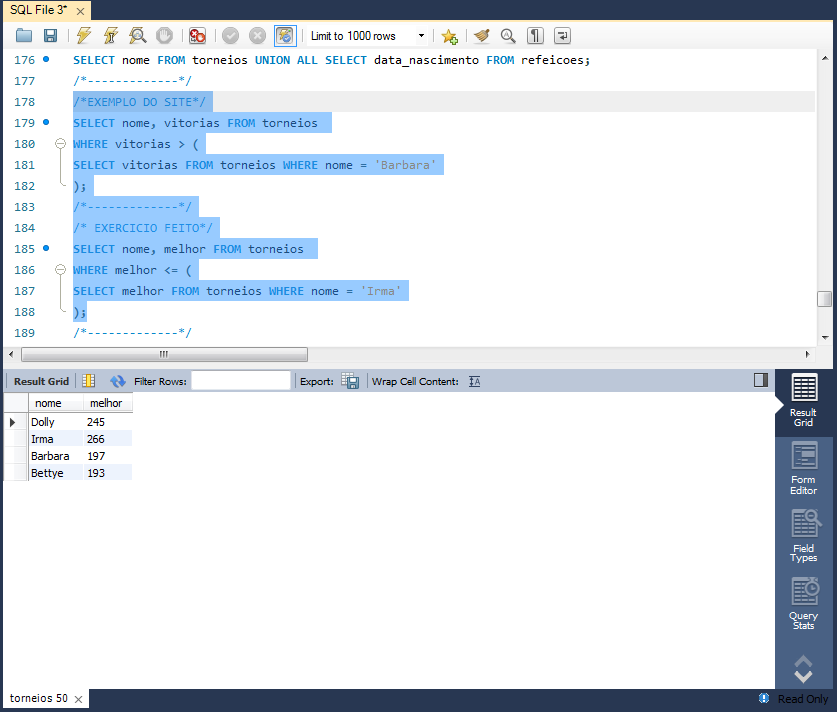 SQL File 3*
Limit to 1000 rows
176 SELECT nome FROM torneios UNION ALL SELECT data_nascimento FROM refeicoes;
177 /*-------------*/
178 /*EXEMPLO DO SITE*/
179 SELECT nome, vitorias FROM torneios
180 WHERE vitorias > (
181 SELECT vitorias FROM torneios WHERE nome = 'Barbara'
182 );
183 /*-------------*/
184 /* EXERCICIO FEITO*/
185 SELECT nome, melhor FROM torneios
186 WHERE melhor <= (
187 SELECT melhor FROM torneios WHERE nome = 'Irma'
188 );
189 /*-------------*/
Result Grid Filter Rows: Export: Wrap Cell Content: IA
nome melhor
Dolly 245
Irma 266
Barbara 197
Bettye 193
Result
Grid
Form
Editor
Field
Types
Query
Stats
torneios 50
Read Only